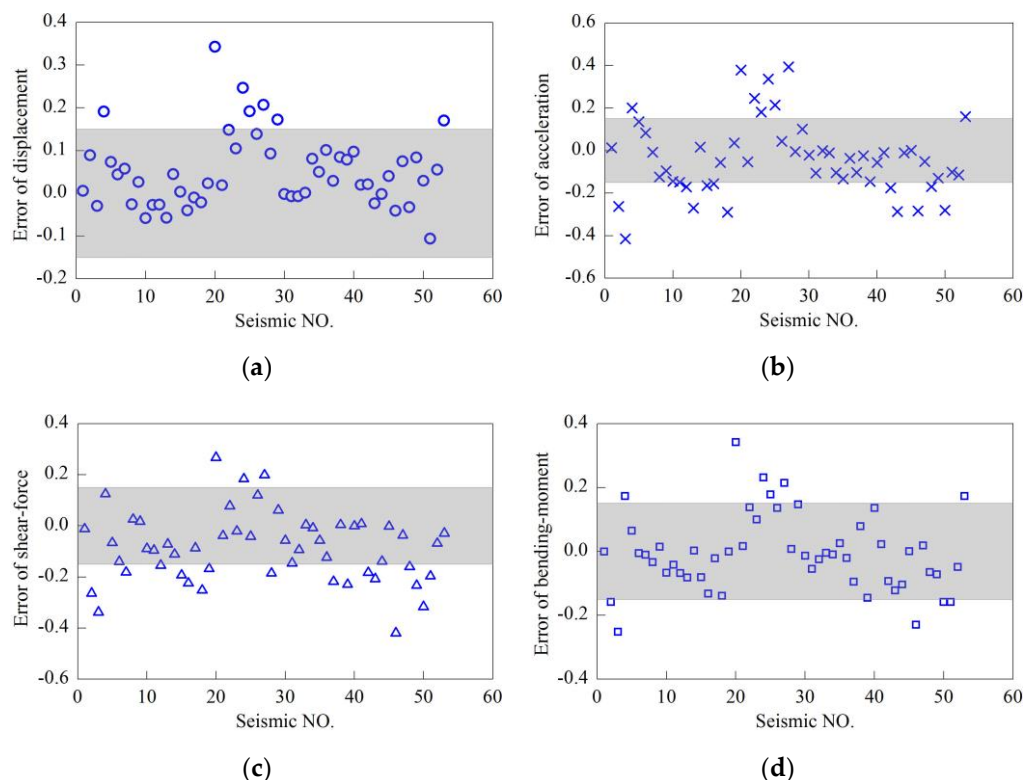 (a)
0.4
0.3
0.2
0.1
0.0
-0.1
-0.2
0 10 20 30 40 50 60
Error of displacement
Seismic NO.
(b)
0.6
0.4
0.2
0.0
-0.2
-0.4
-0.6
0 10 20 30 40 50 60
Error of acceleration
Seismic NO.
(c)
0.4
0.2
0.0
-0.2
-0.4
-0.6
0 10 20 30 40 50 60
Error of shear-force
Seismic NO.
(d)
0.4
0.2
0.0
-0.2
-0.4
0 10 20 30 40 50 60
Error of bending-moment
Seismic NO.